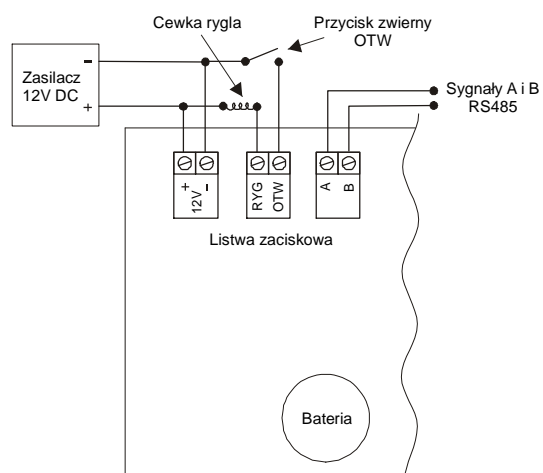 Cewka rygla
Przycisk zwierny
OTW
Zasilacz
12V DC
-
+
Sygnały A i B
RS485
+
12V
-
RYG
OTW
A
B
Listwa zaciskowa
Bateria